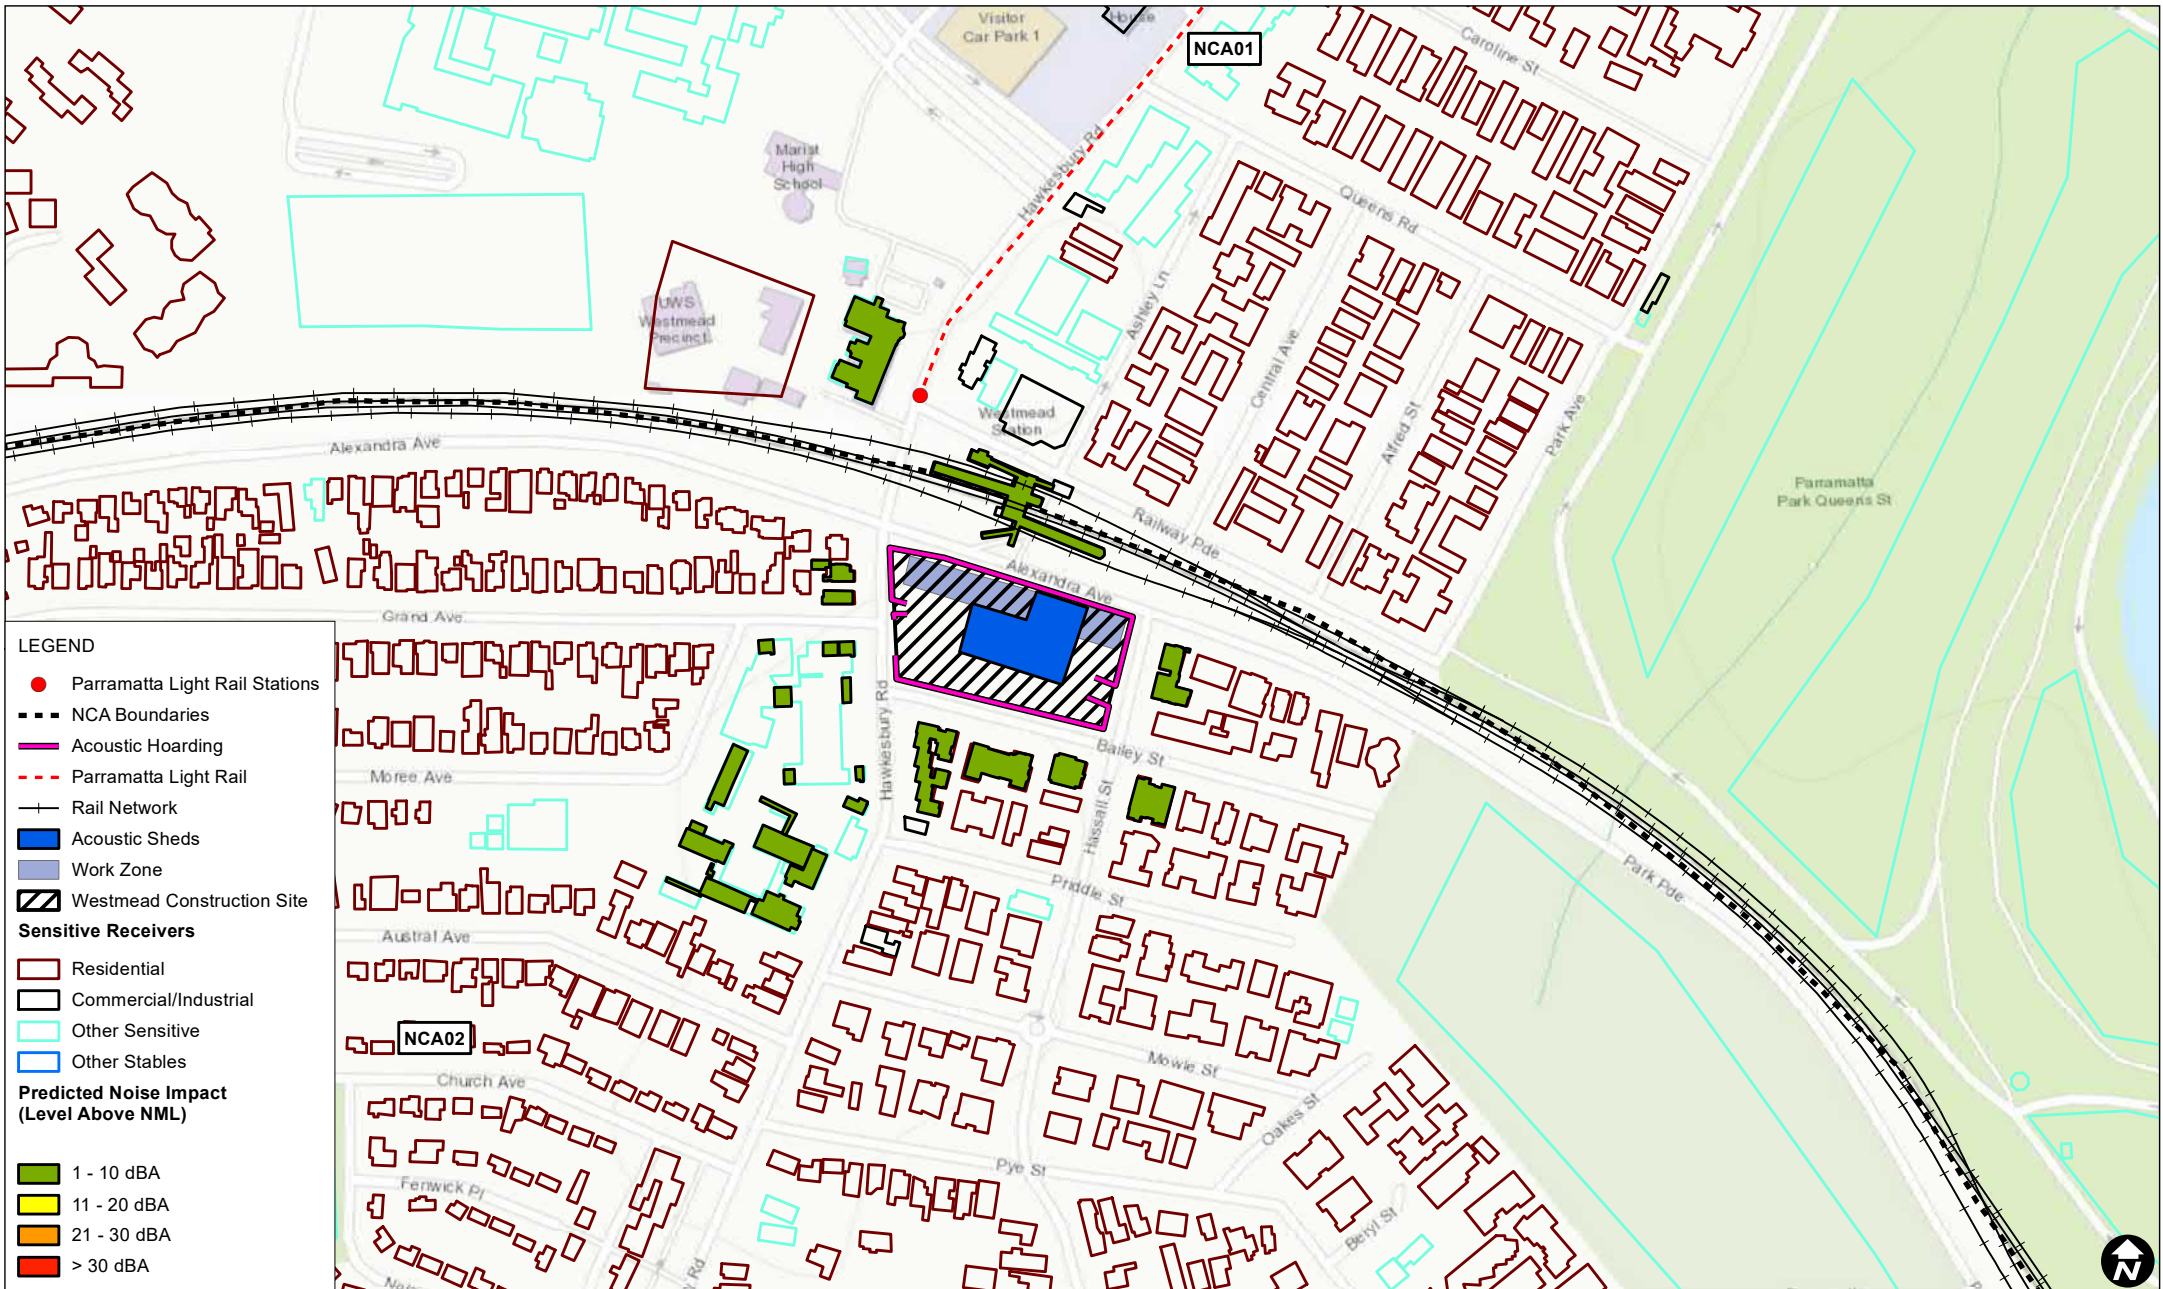 Visitor
Car Park 1
House
NCA01
Caroline St
Marist
High
School
Hawkesbury Rd
Queens Rd
UWS
Westmead
Precinct
Ashley Ln
Central Ave
Westmead
Station
Alfred St
Park Ave
Parramatta
Park Queens St
Alexandra Ave
Railway Pde
Alexandra Ave
Grand Ave
Hawkesbury Rd
Bailey St
Moree Ave
Hassall St
Priddle St
Park Pde
Austral Ave
NCA02
Church Ave
Mowle St
Oakes St
Pye St
Fenwick Pl
Beryl St
LEGEND
Parramatta Light Rail Stations
NCA Boundaries
Acoustic Hoarding
Parramatta Light Rail
Rail Network
Acoustic Sheds
Work Zone
Westmead Construction Site
Sensitive Receivers
Residential
Commercial/Industrial
Other Sensitive
Other Stables
Predicted Noise Impact
(Level Above NML)
1 - 10 dBA
11 - 20 dBA
21 - 30 dBA
> 30 dBA
N